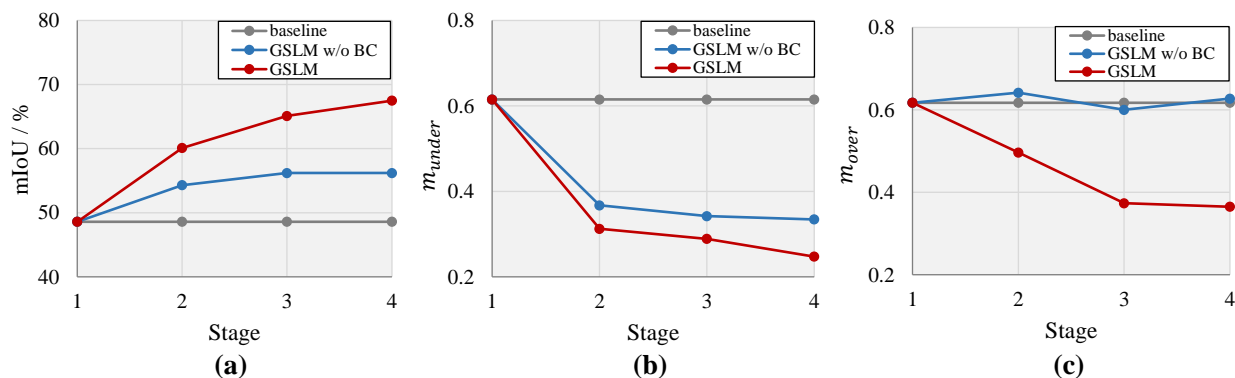 80
70
60
50
40
mIoU / %
baseline
GSLM w/o BC
GSLM
1 2 3 4
Stage
(a)
0.8
0.6
0.4
0.2
m_under
baseline
GSLM w/o BC
GSLM
1 2 3 4
Stage
(b)
0.8
0.6
0.4
0.2
m_over
baseline
GSLM w/o BC
GSLM
1 2 3 4
Stage
(c)